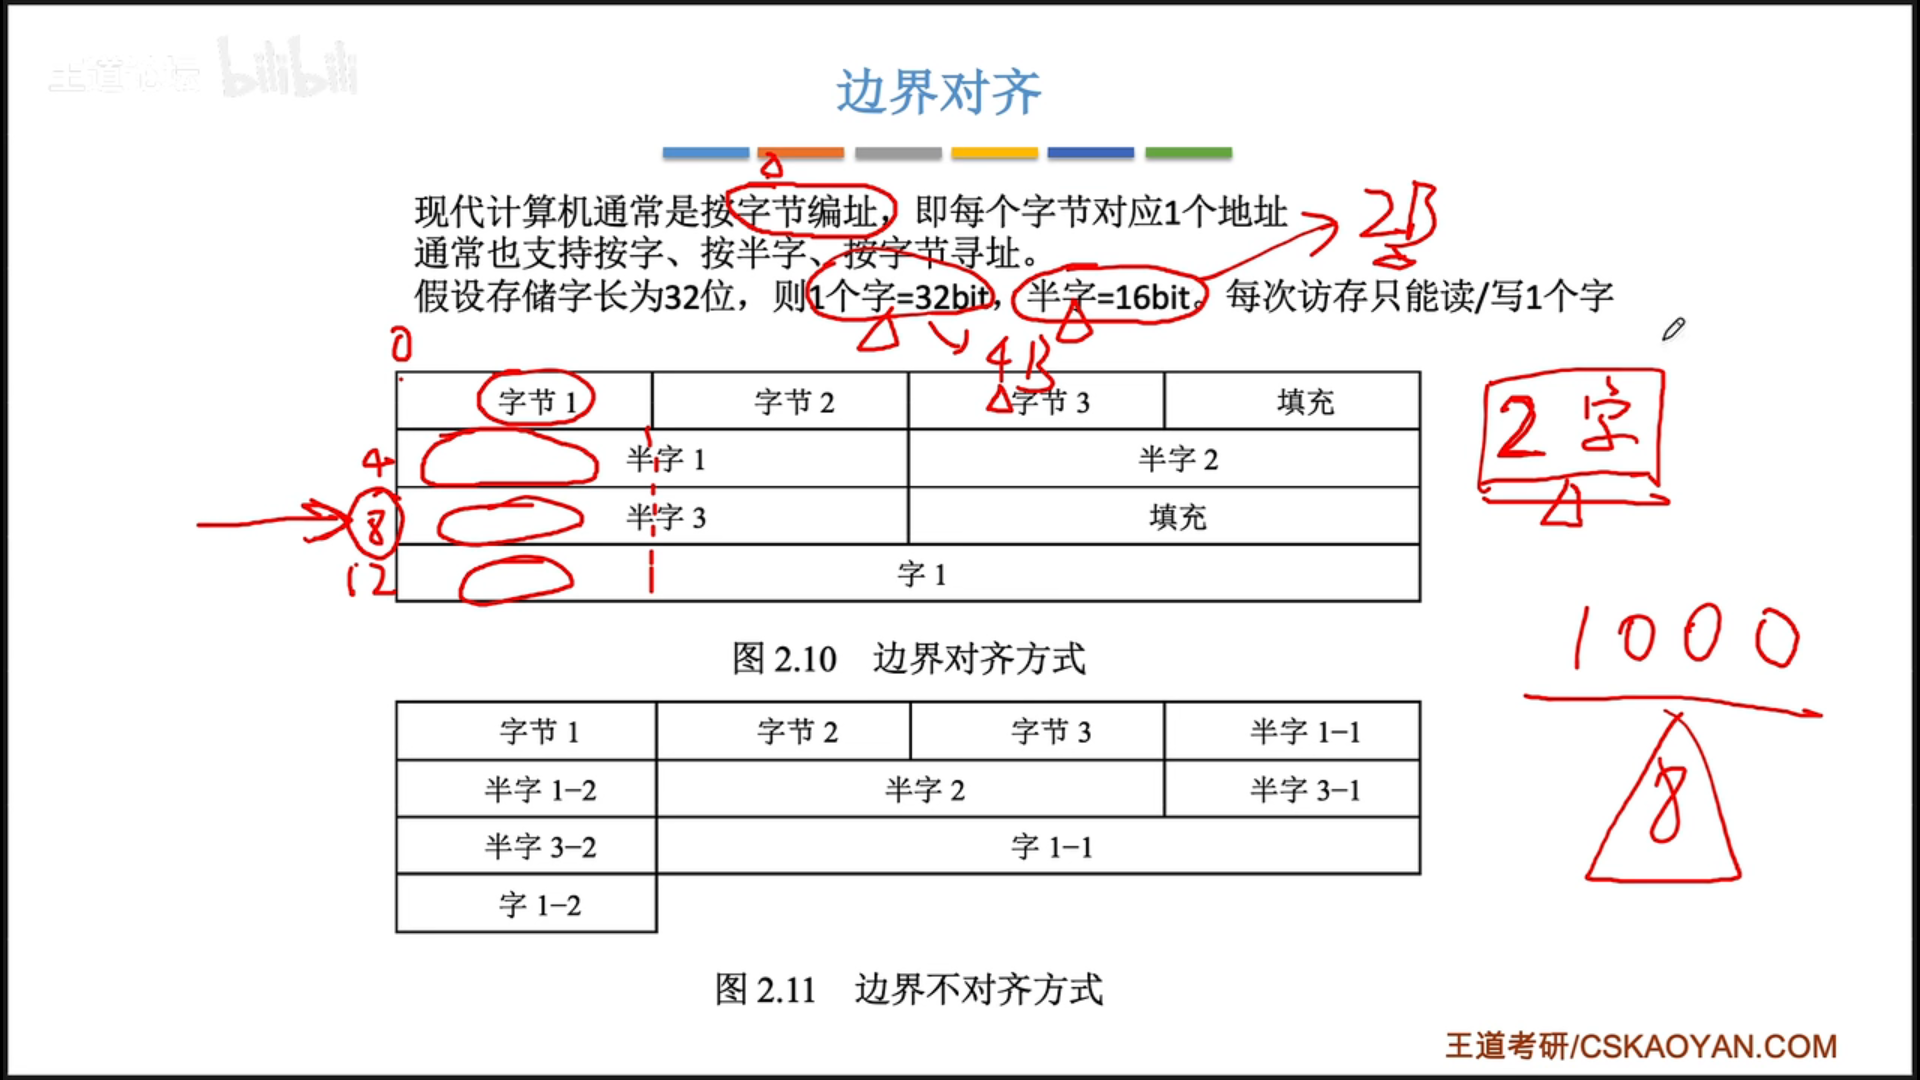 王道论坛 bilibili
边界对齐
现代计算机通常是按字节编址，即每个字节对应1个地址
通常也支持按字、按半字、按字节寻址。
假设存储字长为32位，则1个字=32bit，半字=16bit。每次访存只能读/写1个字
2B
4B
0
字节 1 字节 2 字节 3 填充
4 半字 1 半字 2
8 半字 3 填充
12 字 1
2 字
1000
8
图 2.10 边界对齐方式
字节 1 字节 2 字节 3 半字 1-1
半字 1-2 半字 2 半字 3-1
半字 3-2 字 1-1
字 1-2
图 2.11 边界不对齐方式
王道考研/CSKAOYAN.COM